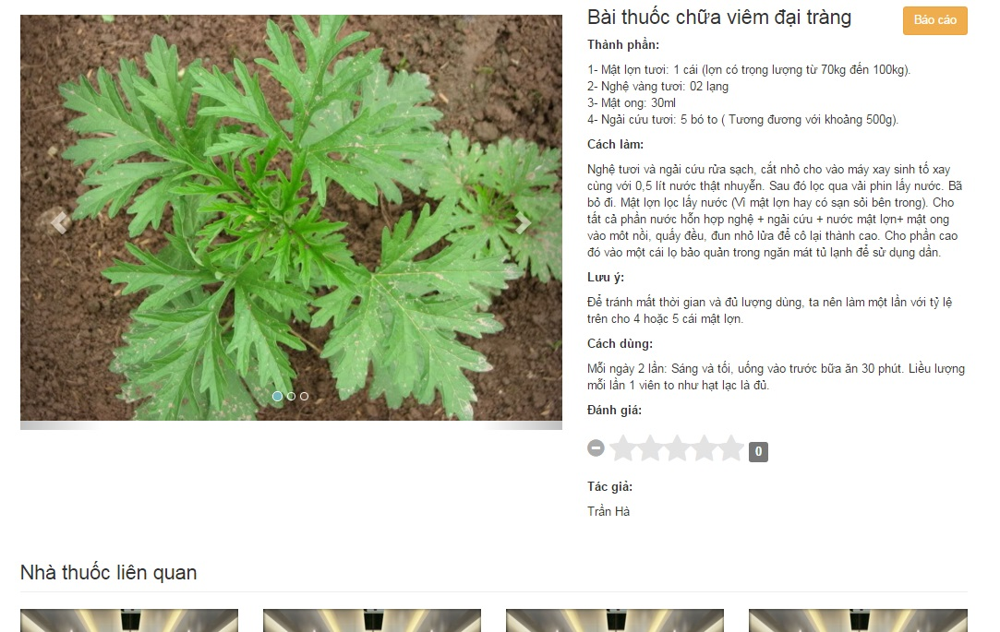 Bài thuốc chữa viêm đại tràng
Báo cáo
Thành phần:
1- Mật lợn tươi: 1 cái (lợn có trọng lượng từ 70kg đến 100kg).
2- Nghệ vàng tươi: 02 lạng
3- Mật ong: 30ml
4- Ngải cứu tươi: 5 bó to ( Tương đương với khoảng 500g).
Cách làm:
Nghệ tươi và ngải cứu rửa sạch, cắt nhỏ cho vào máy xay sinh tố xay
cùng với 0,5 lít nước thật nhuyễn. Sau đó lọc qua vải phin lấy nước. Bã
bỏ đi. Mật lợn lọc lấy nước (Vì mật lợn hay có sạn sỏi bên trong). Cho
tất cả phần nước hỗn hợp nghệ + ngải cứu + nước mật lợn+ mật ong
vào một nồi, quấy đều, đun nhỏ lửa để cô lại thành cao. Cho phần cao
đó vào một cái lọ bảo quản trong ngăn mát tủ lạnh để sử dụng dần.
Lưu ý:
Để tránh mất thời gian và đủ lượng dùng, ta nên làm một lần với tỷ lệ
trên cho 4 hoặc 5 cái mật lợn.
Cách dùng:
Mỗi ngày 2 lần: Sáng và tối, uống vào trước bữa ăn 30 phút. Liều lượng
mỗi lần 1 viên to như hạt lạc là đủ.
Đánh giá:
0
Tác giả:
Trần Hà
Nhà thuốc liên quan